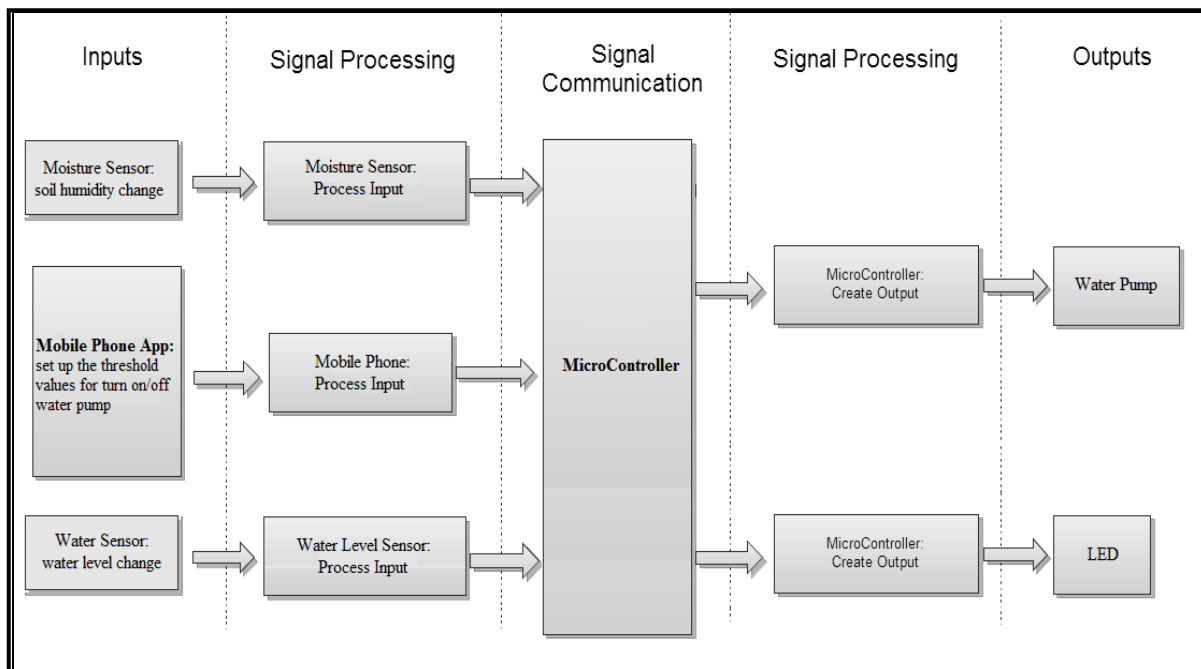 Inputs
Signal Processing
Signal
Communication
Signal Processing
Outputs
Moisture Sensor:
soil humidity change
Moisture Sensor:
Process Input
MicroController:
Create Output
Water Pump
Mobile Phone App:
set up the threshold
values for turn on/off
water pump
Mobile Phone:
Process Input
MicroController
Water Sensor:
water level change
Water Level Sensor:
Process Input
MicroController:
Create Output
LED